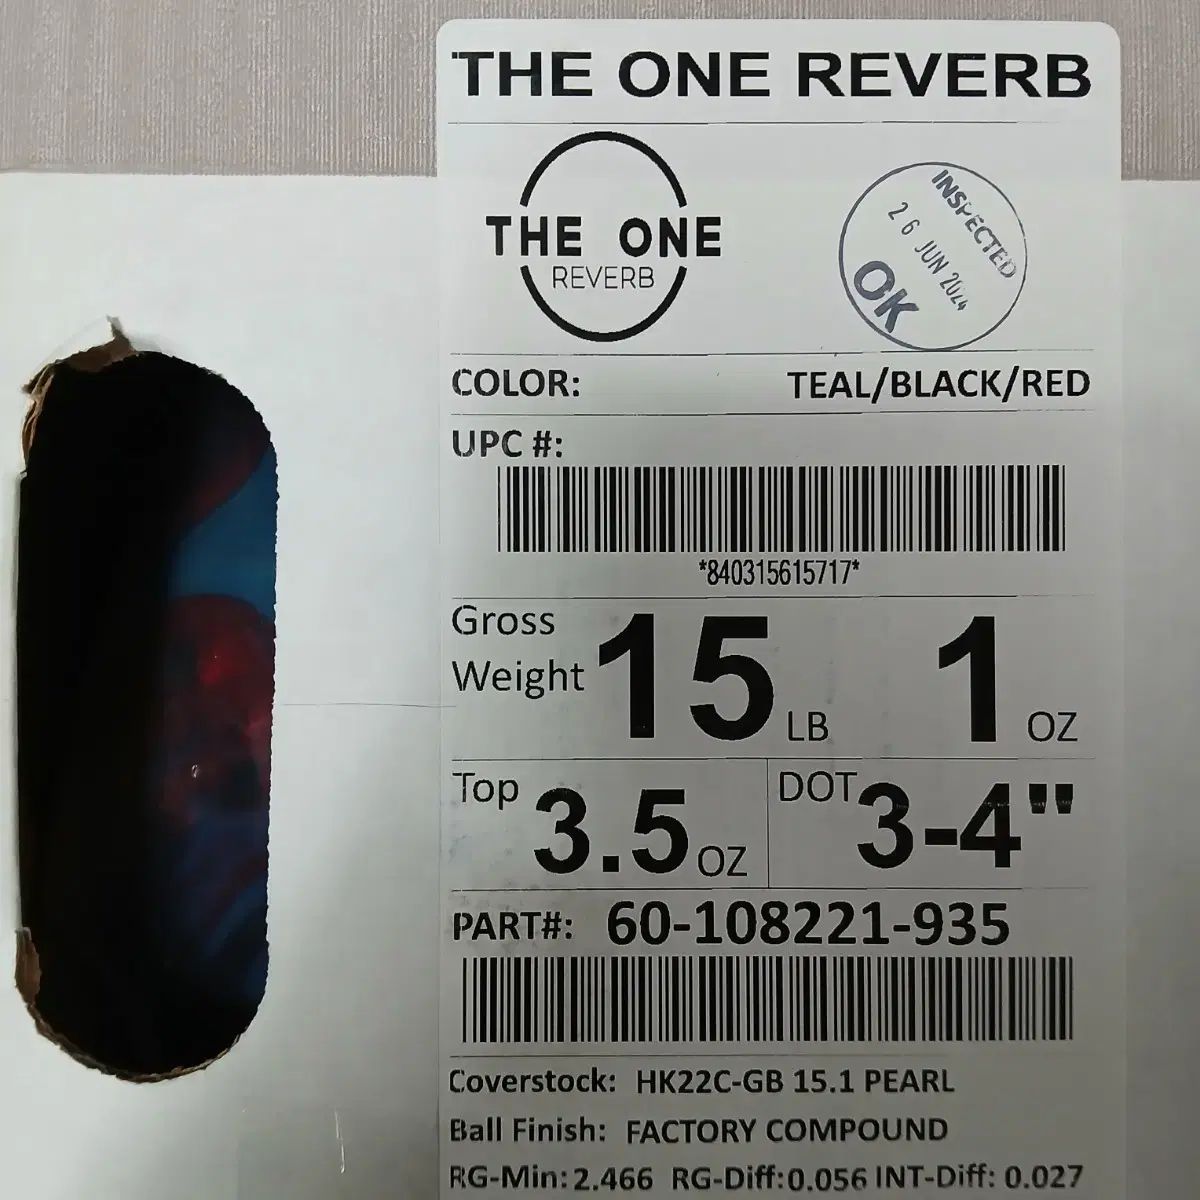 THE ONE REVERB
THE ONE
REVERB
INSPECTED
26 JUN 2024
OK
COLOR: TEAL/BLACK/RED
UPC #:
*840315615717*
Gross Weight 15 LB 1 OZ
Top 3.5 OZ DOT 3-4"
PART#: 60-108221-935
Coverstock: HK22C-GB 15.1 PEARL
Ball Finish: FACTORY COMPOUND
RG-Min: 2.466 RG-Diff: 0.056 INT-Diff: 0.027